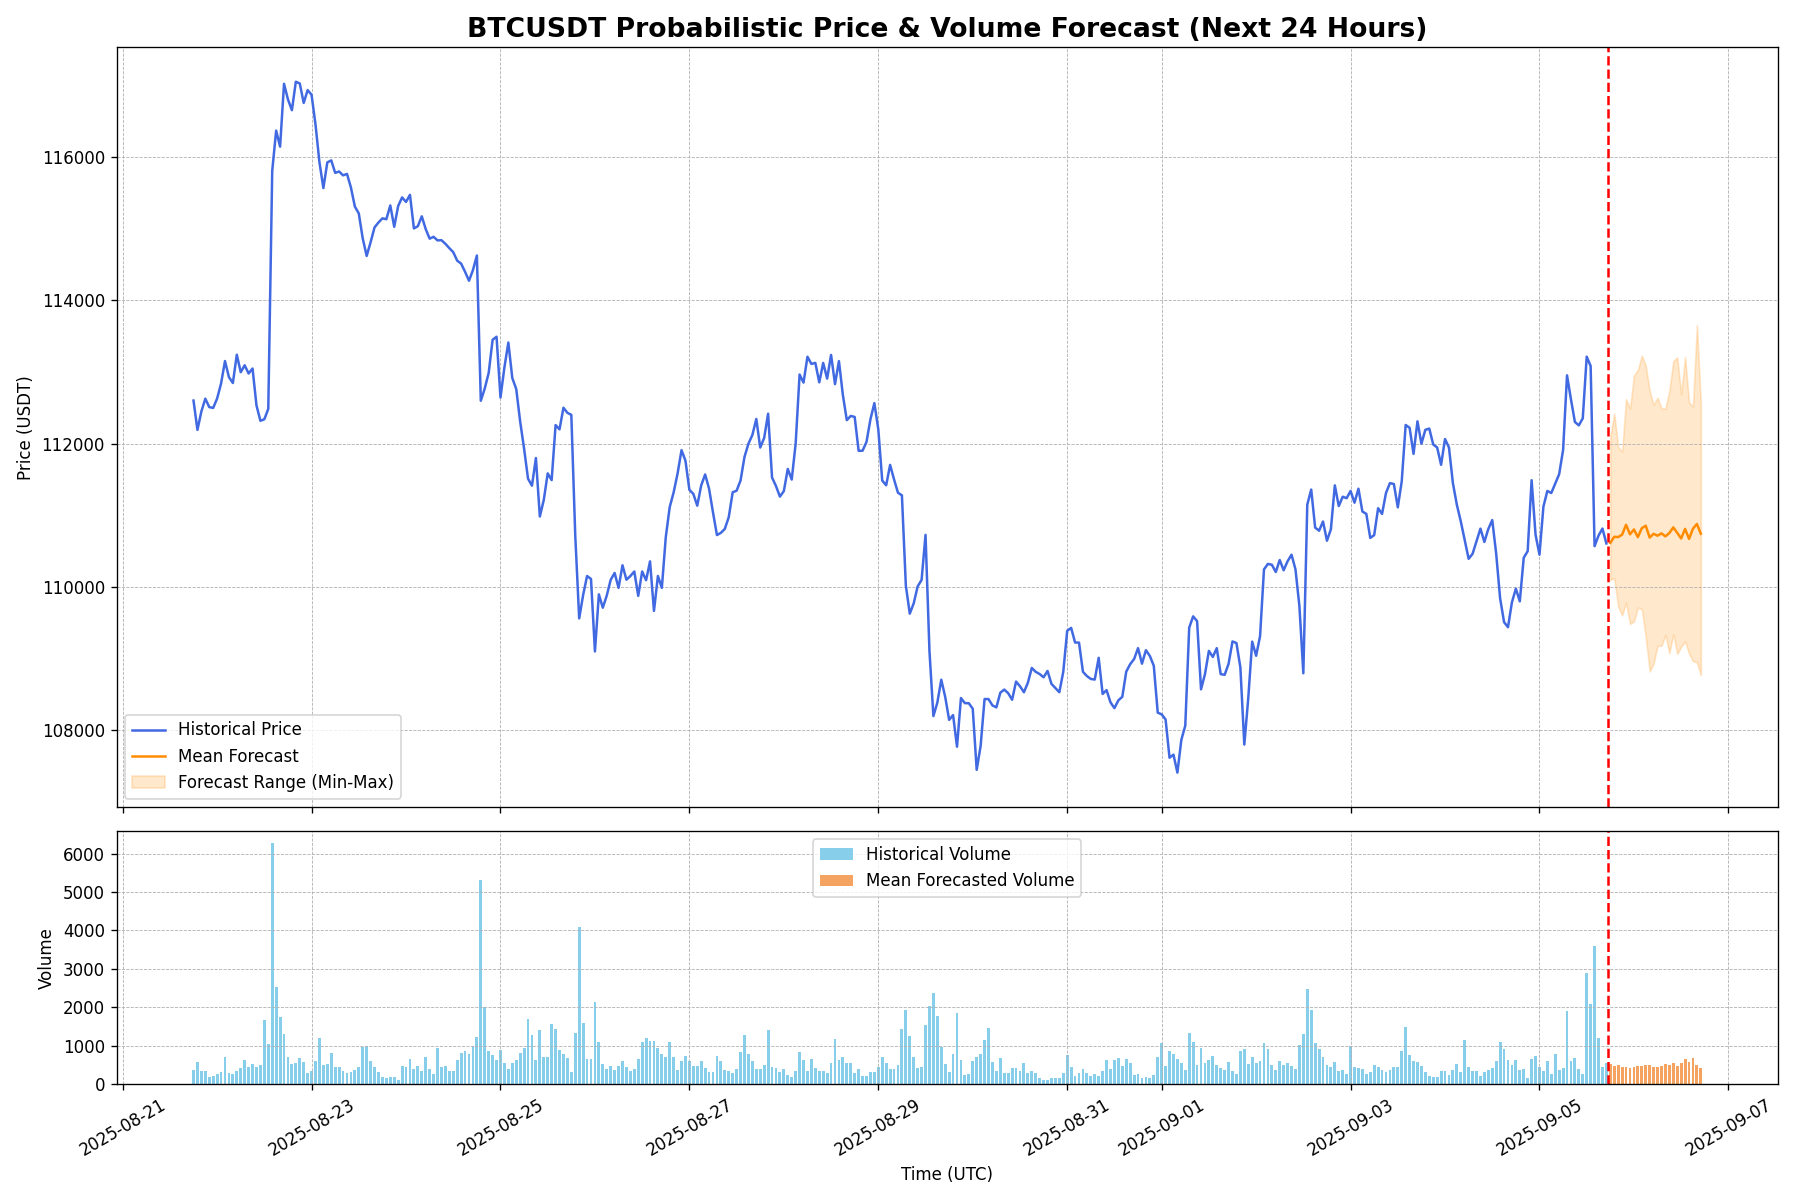 BTCUSDT Probabilistic Price & Volume Forecast (Next 24 Hours)
Price (USDT)
116000
114000
112000
110000
108000
Historical Price
Mean Forecast
Forecast Range (Min-Max)
Volume
6000
5000
4000
3000
2000
1000
0
Historical Volume
Mean Forecasted Volume
2025-08-21
2025-08-23
2025-08-25
2025-08-27
2025-08-29
2025-08-31
2025-09-01
2025-09-03
2025-09-05
2025-09-07
Time (UTC)